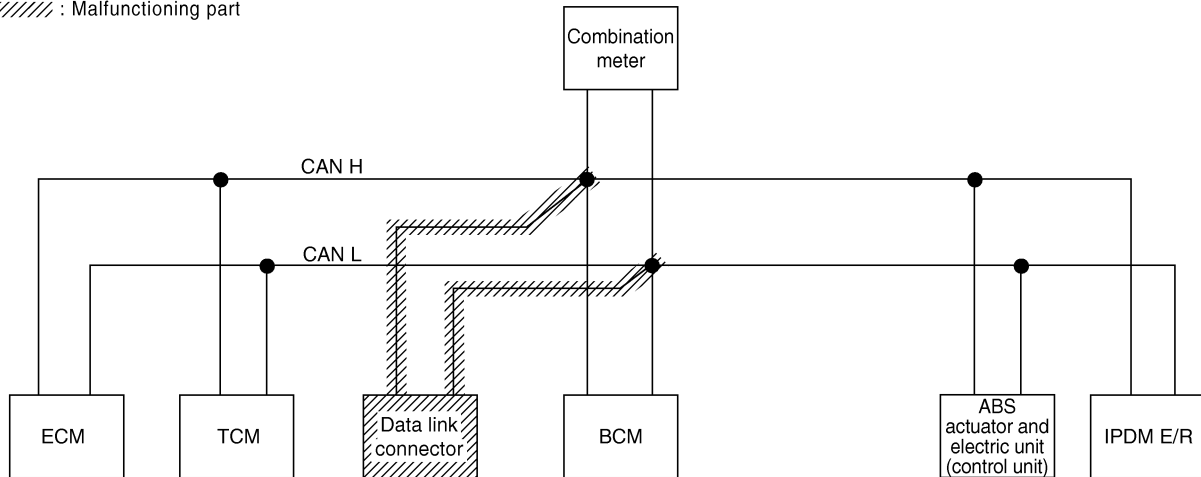 : Malfunctioning part
Combination
meter
CAN H
CAN L
ECM
TCM
Data link
connector
BCM
ABS
actuator and
electric unit
(control unit)
IPDM E/R